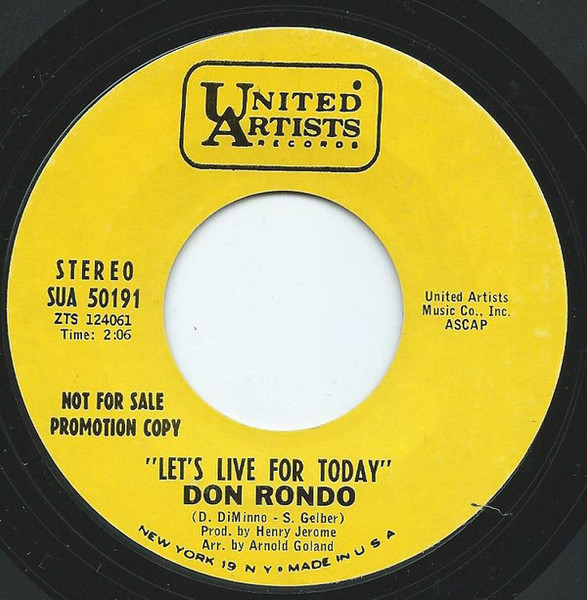 UNITED
ARTISTS
RECORDS
STEREO
SUA 50191
ZTS 124061
Time: 2:06
United Artists
Music Co., Inc.
ASCAP
NOT FOR SALE
PROMOTION COPY
"LET'S LIVE FOR TODAY"
DON RONDO
(D. DiMinno - S. Gelber)
Prod. by Henry Jerome
Arr. by Arnold Goland
NEW YORK 19 N Y • MADE IN U S A